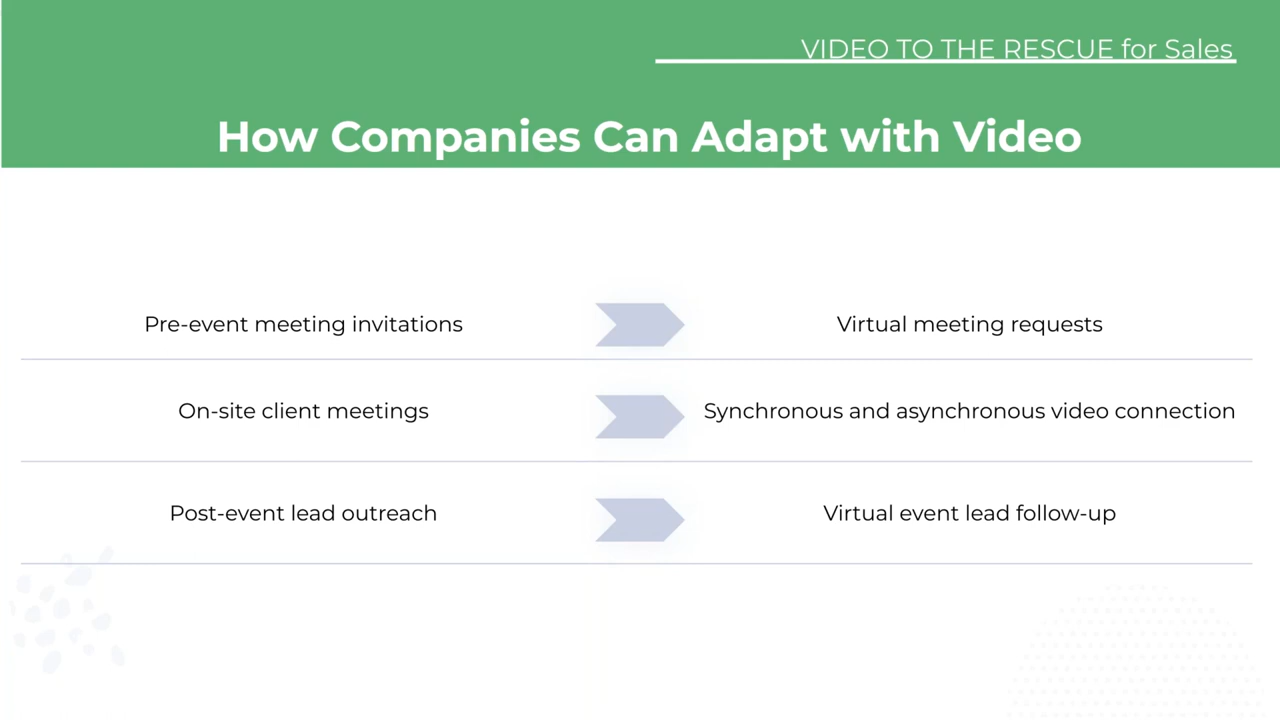 VIDEO TO THE RESCUE for Sales
How Companies Can Adapt with Video
Pre-event meeting invitations
Virtual meeting requests
On-site client meetings
Synchronous and asynchronous video connection
Post-event lead outreach
Virtual event lead follow-up